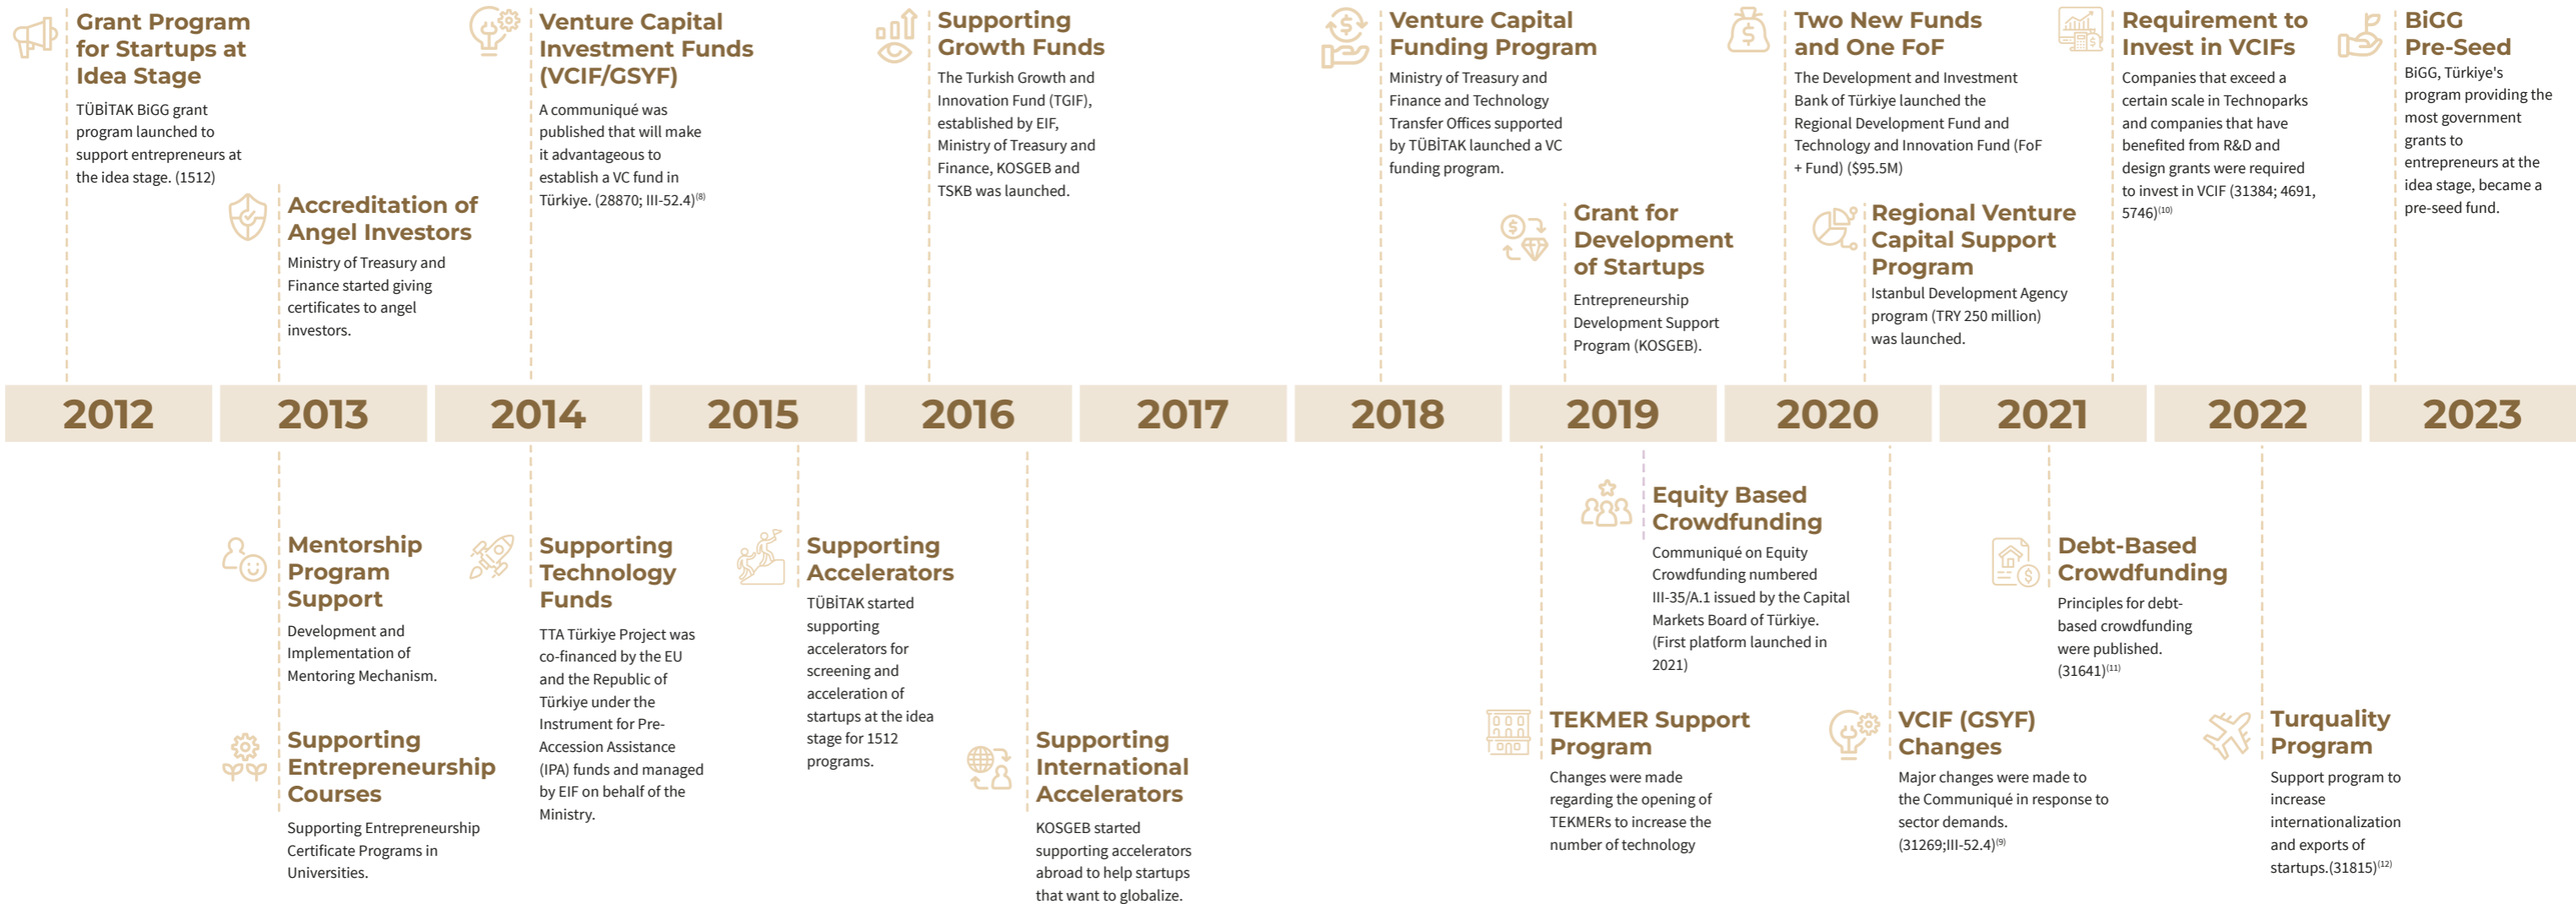 Grant Program
for Startups at
Idea Stage
TÜBİTAK BiGG grant
program launched to
support entrepreneurs at
the idea stage. (1512)
Accreditation of
Angel Investors
Ministry of Treasury and
Finance started giving
certificates to angel
investors.
Venture Capital
Investment Funds
(VCIF/GSYF)
A communiqué was
published that will make
it advantageous to
establish a VC fund in
Türkiye. (28870; III-52.4)(8)
Supporting
Growth Funds
The Turkish Growth and
Innovation Fund (TGIF),
established by EIF,
Ministry of Treasury and
Finance, KOSGEB and
TSKB was launched.
Venture Capital
Funding Program
Ministry of Treasury and
Finance and Technology
Transfer Offices supported
by TÜBİTAK launched a VC
funding program.
Grant for
Development
of Startups
Entrepreneurship
Development Support
Program (KOSGEB).
Two New Funds
and One FoF
The Development and Investment
Bank of Türkiye launched the
Regional Development Fund and
Technology and Innovation Fund (FoF
+ Fund) ($95.5M)
Regional Venture
Capital Support
Program
Istanbul Development Agency
program (TRY 250 million)
was launched.
Requirement to
Invest in VCIFs
Companies that exceed a
certain scale in Technoparks
and companies that have
benefited from R&D and
design grants were required
to invest in VCIF (31384; 4691,
5746)(10)
BiGG
Pre-Seed
BiGG, Türkiye's
program providing the
most government
grants to
entrepreneurs at the
idea stage, became a
pre-seed fund.
2012
2013
2014
2015
2016
2017
2018
2019
2020
2021
2022
2023
Mentorship
Program
Support
Development and
Implementation of
Mentoring Mechanism.
Supporting
Entrepreneurship
Courses
Supporting Entrepreneurship
Certificate Programs in
Universities.
Supporting
Technology
Funds
TTA Türkiye Project was
co-financed by the EU
and the Republic of
Türkiye under the
Instrument for Pre-
Accession Assistance
(IPA) funds and managed
by EIF on behalf of the
Ministry.
Supporting
Accelerators
TÜBİTAK started
supporting
accelerators for
screening and
acceleration of
startups at the idea
stage for 1512
programs.
Supporting
International
Accelerators
KOSGEB started
supporting accelerators
abroad to help startups
that want to globalize.
Equity Based
Crowdfunding
Communiqué on Equity
Crowdfunding numbered
III-35/A.1 issued by the Capital
Markets Board of Türkiye.
(First platform launched in
2021)
TEKMER Support
Program
Changes were made
regarding the opening of
TEKMERs to increase the
number of technology
VCIF (GSYF)
Changes
Major changes were made to
the Communiqué in response to
sector demands.
(31269;III-52.4)(9)
Debt-Based
Crowdfunding
Principles for debt-
based crowdfunding
were published.
(31641)(11)
Turquality
Program
Support program to
increase
internationalization
and exports of
startups.(31815)(12)